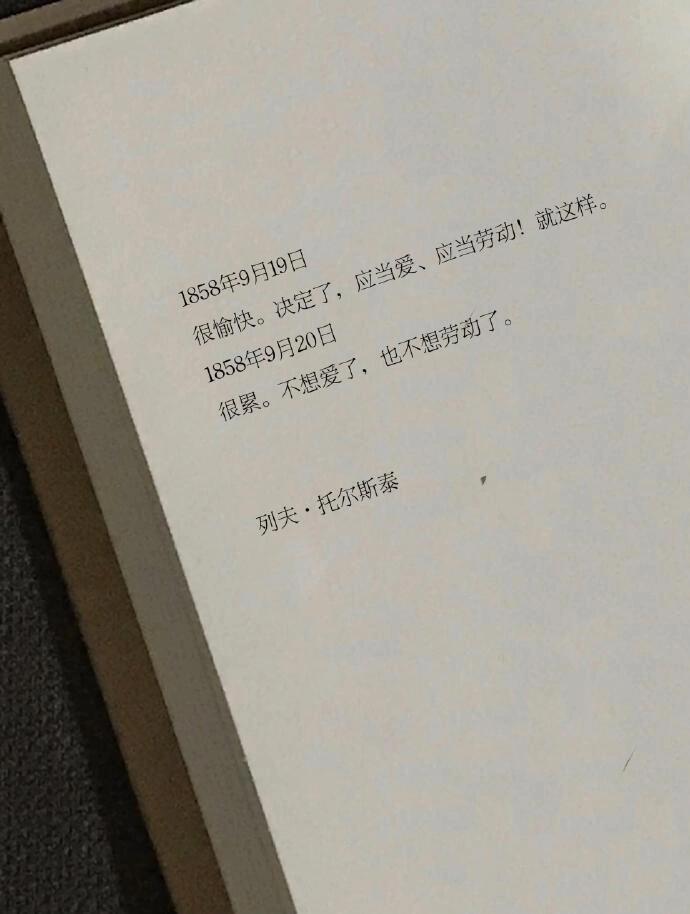 1858年9月19日
很愉快。决定了，应当爱、应当劳动！就这样。
1858年9月20日
很累。不想爱了，也不想劳动了。
列夫·托尔斯泰